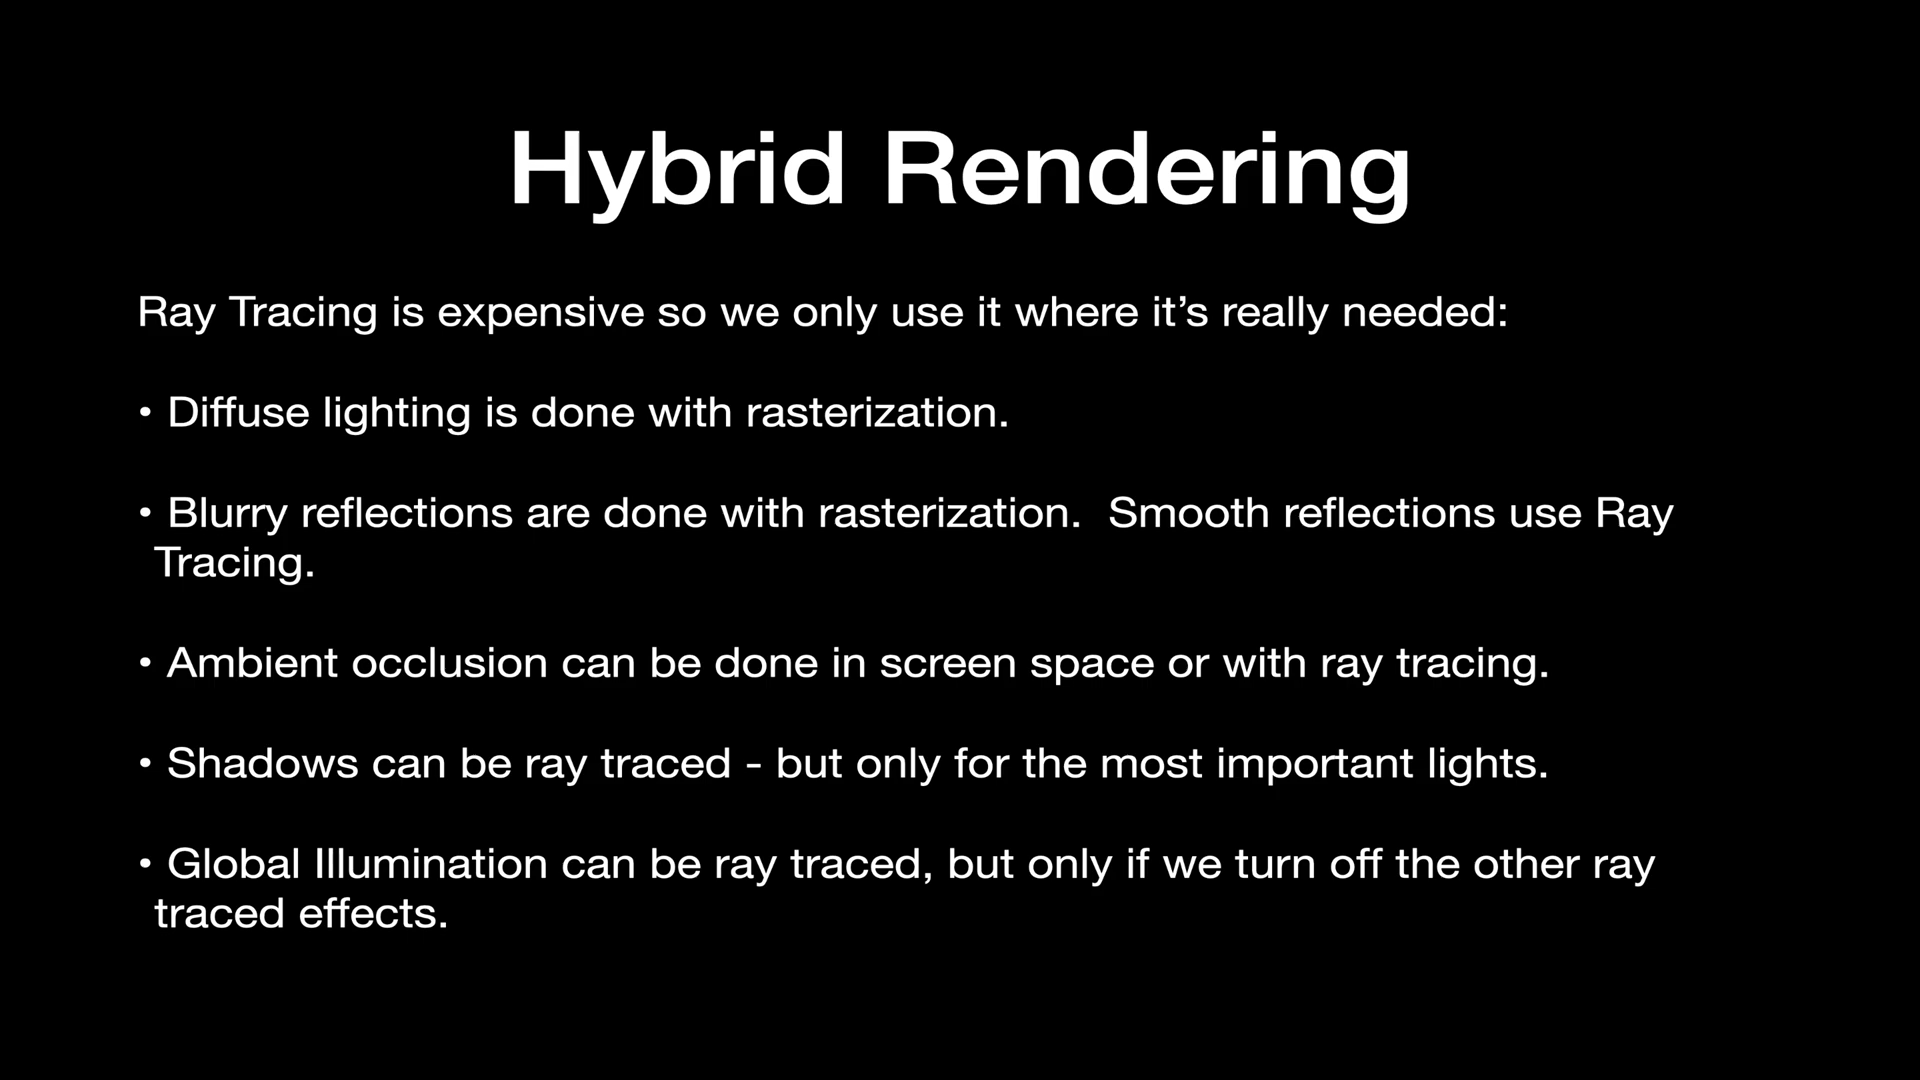 Hybrid Rendering
Ray Tracing is expensive so we only use it where it’s really needed:
• Diffuse lighting is done with rasterization.
• Blurry reflections are done with rasterization.  Smooth reflections use Ray
Tracing.
• Ambient occlusion can be done in screen space or with ray tracing.
• Shadows can be ray traced - but only for the most important lights.
• Global Illumination can be ray traced, but only if we turn off the other ray
traced effects.